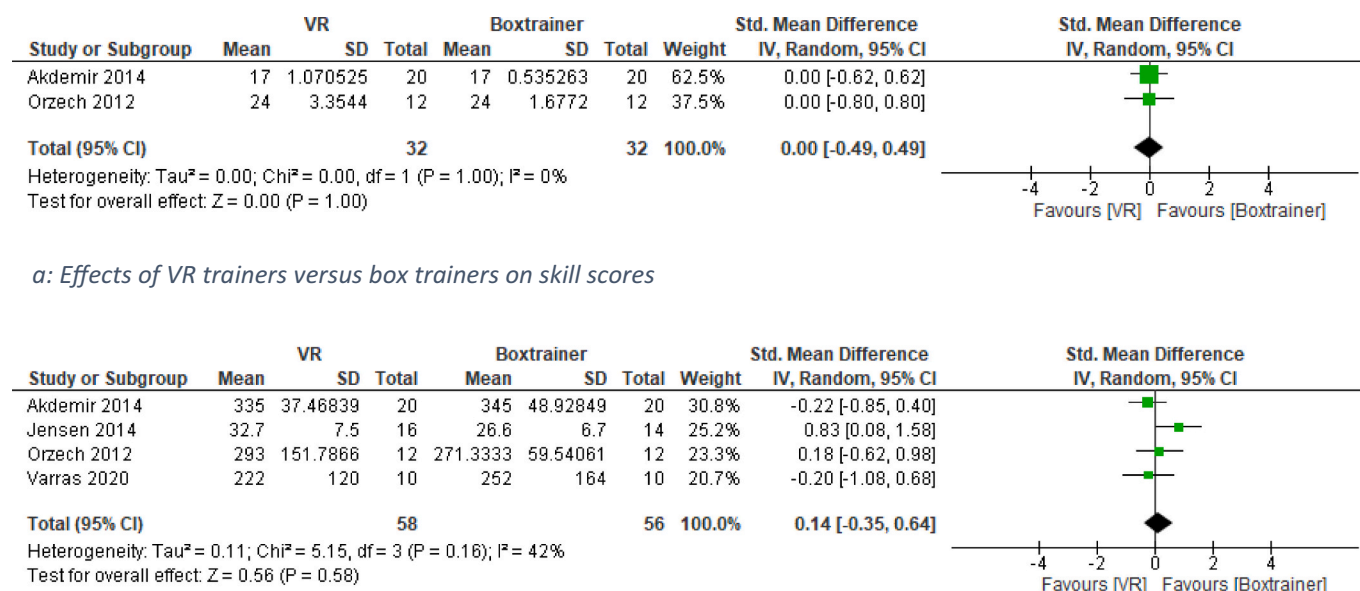 VR Boxtrainer Std. Mean Difference Std. Mean Difference
Study or Subgroup Mean SD Total Mean SD Total Weight IV, Random, 95% CI IV, Random, 95% CI
Akdemir 2014 17 1.070525 20 17 0.535263 20 62.5% 0.00 [-0.62, 0.62]
Orzech 2012 24 3.3544 12 24 1.6772 12 37.5% 0.00 [-0.80, 0.80]
Total (95% CI) 32 32 100.0% 0.00 [-0.49, 0.49]
Heterogeneity: Tau² = 0.00; Chi² = 0.00, df = 1 (P = 1.00); I² = 0%
Test for overall effect: Z = 0.00 (P = 1.00)
-4 -2 0 2 4
Favours [VR] Favours [Boxtrainer]
a: Effects of VR trainers versus box trainers on skill scores
VR Boxtrainer Std. Mean Difference Std. Mean Difference
Study or Subgroup Mean SD Total Mean SD Total Weight IV, Random, 95% CI IV, Random, 95% CI
Akdemir 2014 335 37.46839 20 345 48.92849 20 30.8% -0.22 [-0.85, 0.40]
Jensen 2014 32.7 7.5 16 26.6 6.7 14 25.2% 0.83 [0.08, 1.58]
Orzech 2012 293 151.7866 12 271.3333 59.54061 12 23.3% 0.18 [-0.62, 0.98]
Varras 2020 222 120 10 252 164 10 20.7% -0.20 [-1.08, 0.68]
Total (95% CI) 58 56 100.0% 0.14 [-0.35, 0.64]
Heterogeneity: Tau² = 0.11; Chi² = 5.15, df = 3 (P = 0.16); I² = 42%
Test for overall effect: Z = 0.56 (P = 0.58)
-4 -2 0 2 4
Favours [VR] Favours [Boxtrainer]